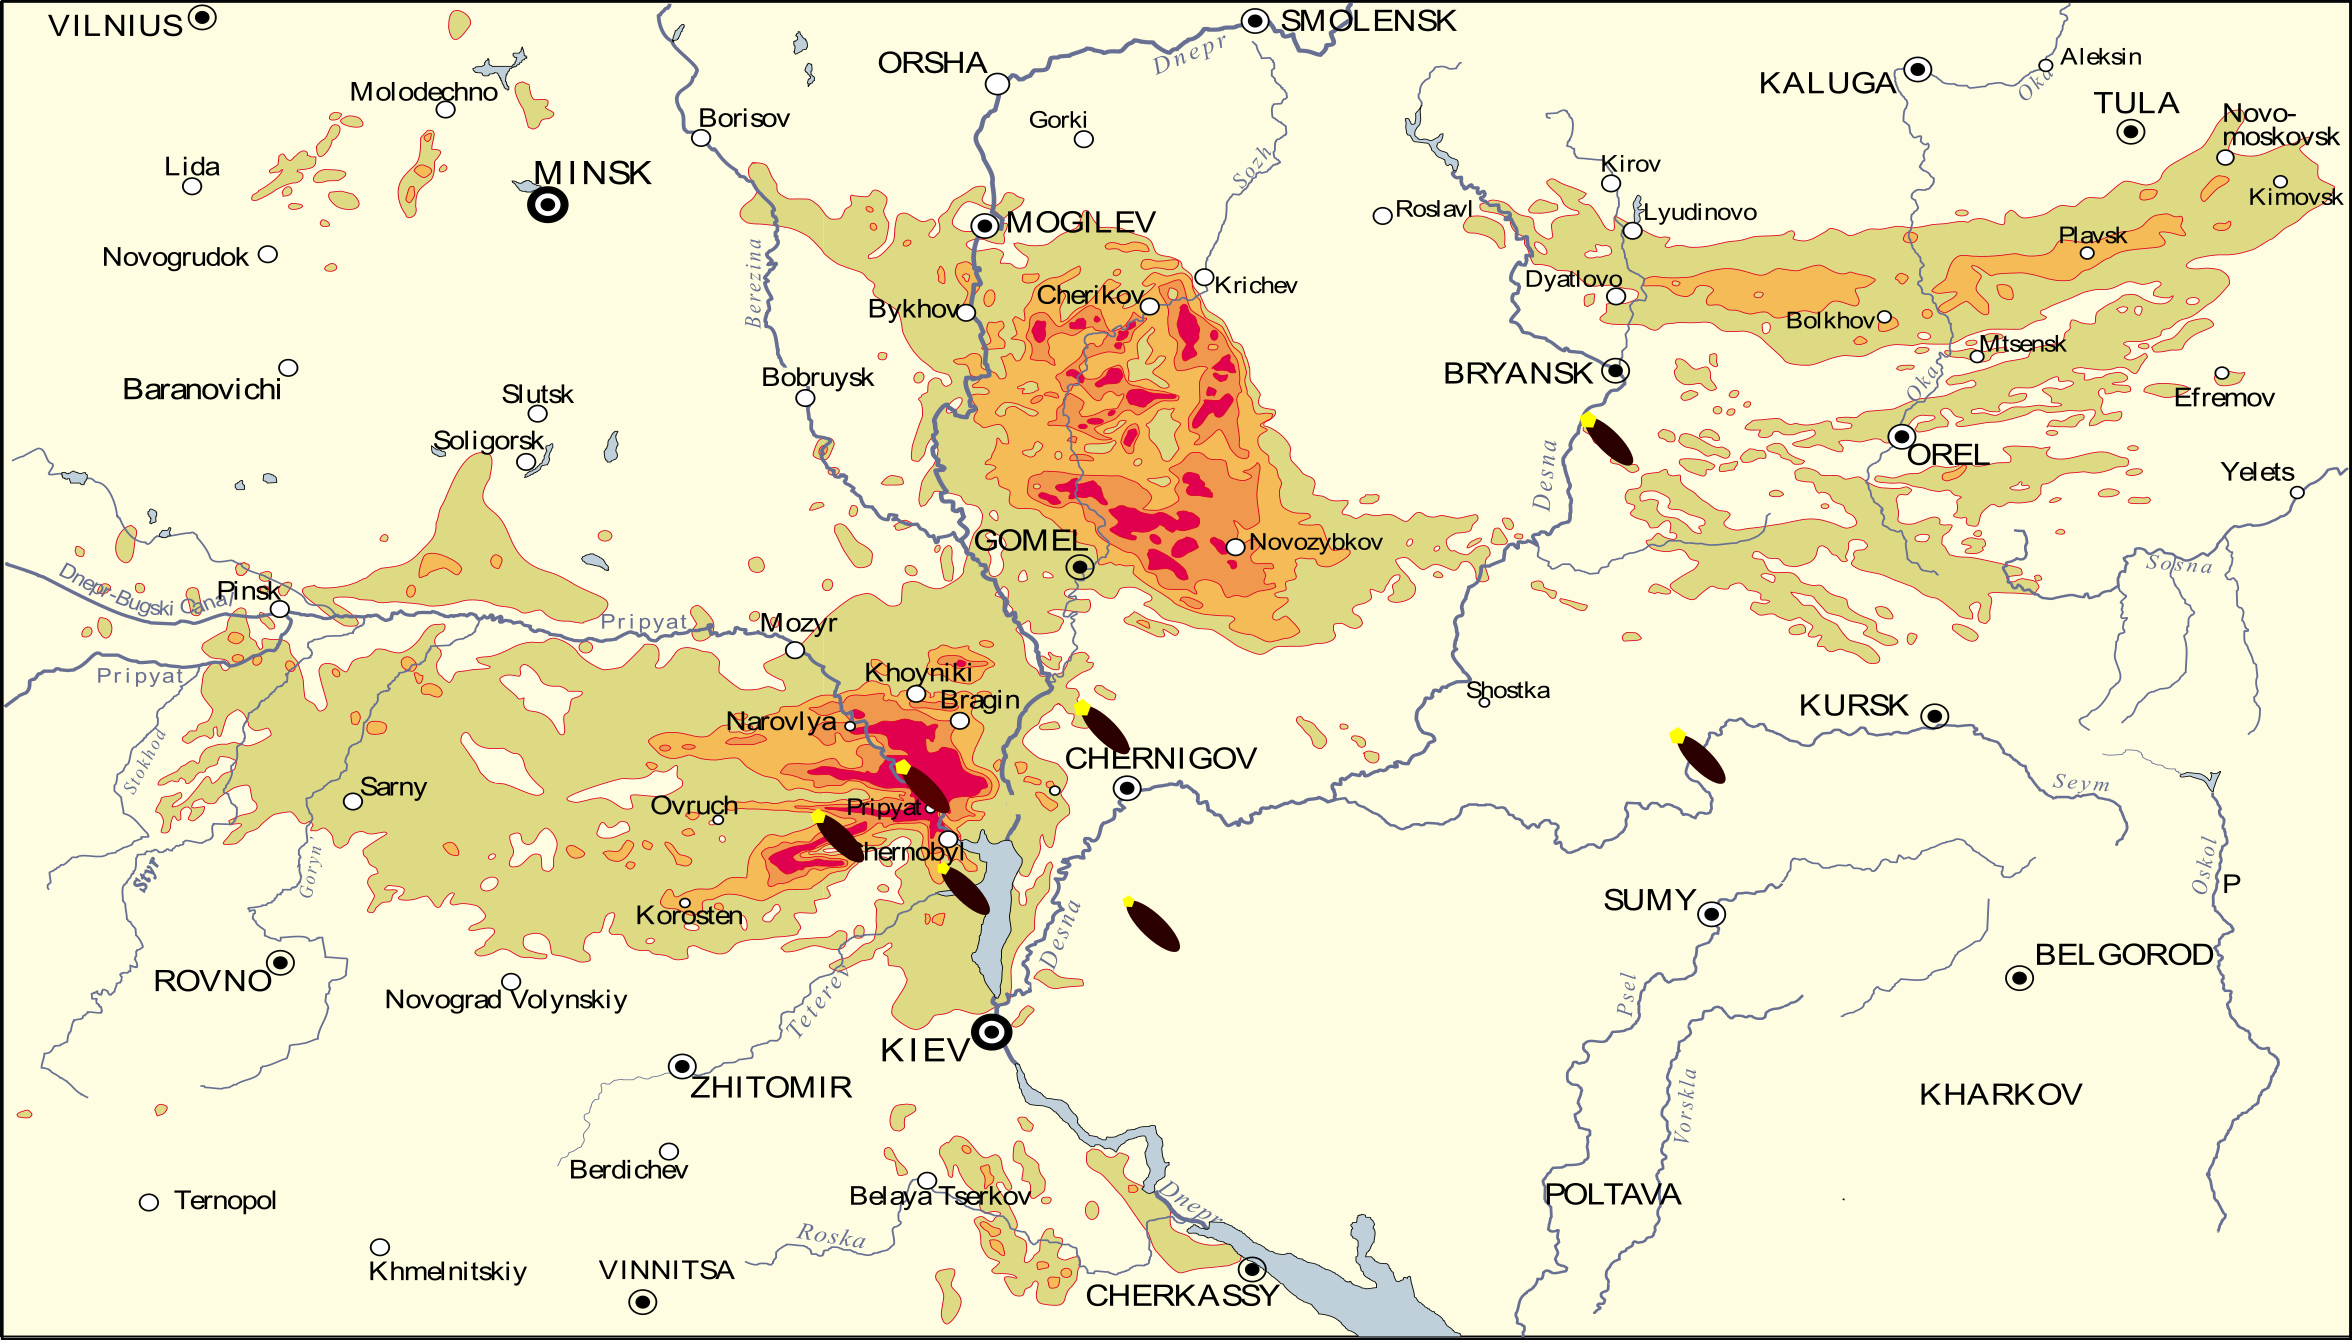 VILNIUS
SMOLENSK
ORSHA
Dnepr
Aleksin
KALUGA
Oka
TULA
Molodechno
Borisov
Gorki
Novo-
moskovsk
Lida
MINSK
Sozh
Kirov
Kimovsk
Roslavl
Lyudinovo
MOGILEV
Plavsk
Novogrudok
Berezina
Krichev
Dyatlovo
Cherikov
Bykhov
Bolkhov
Mtsensk
Baranovichi
Bobruysk
BRYANSK
Oka
Slutsk
Efremov
Soligorsk
OREL
Desna
Yelets
GOMEL
Novozybkov
Sosna
Dnepr-Bugski Canal
Pinsk
Pripyat
Mozyr
Pripyat
Khoyniki
Bragin
Shostka
KURSK
Narovlya
Stokhod
CHERNIGOV
Seym
Sarny
Ovruch
Pripyat
Chernobyl
Styr
Goryn'
Oskol
P
SUMY
Korosten
Desna
BELGOROD
ROVNO
Novograd Volynskiy
Teterev
Psel
KIEV
ZHITOMIR
Vorskla
KHARKOV
Berdichev
Ternopol
Belaya Tserkov
Dnepr
POLTAVA
Roska
Khmelnitskiy
VINNITSA
CHERKASSY